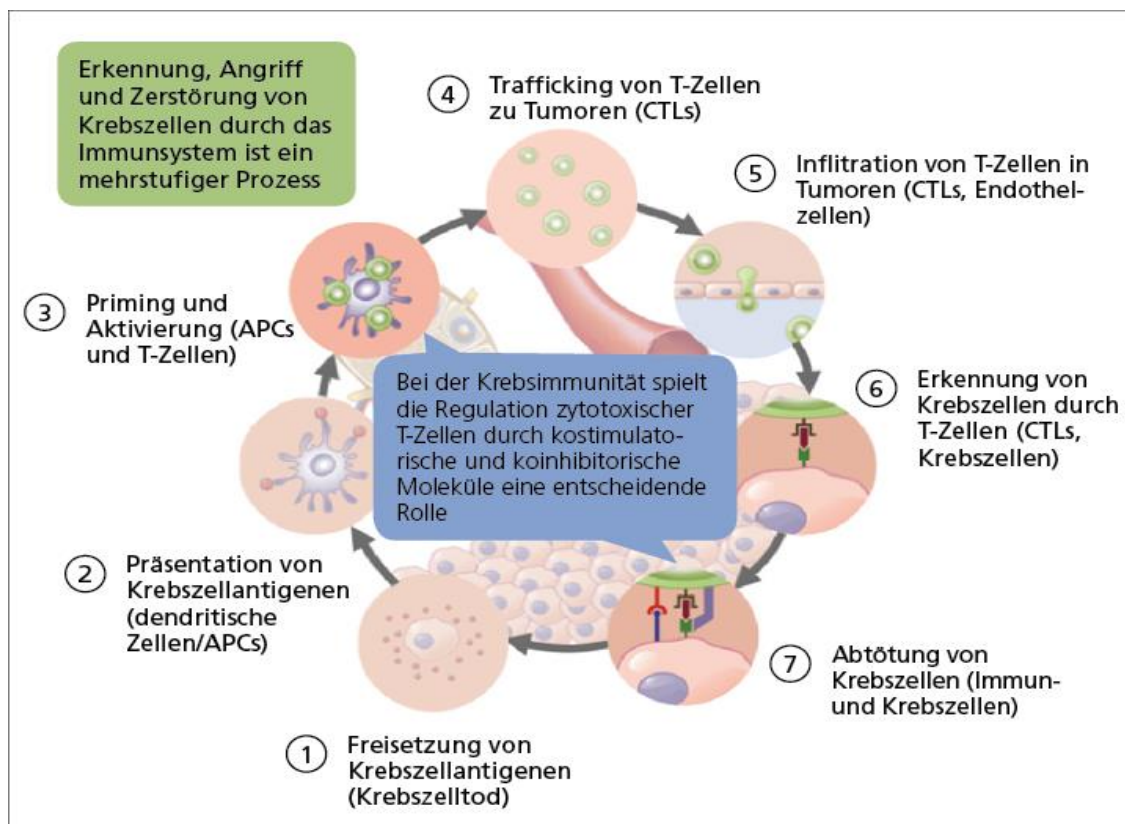 Erkennung, Angriff
und Zerstörung von
Krebszellen durch das
Immunsystem ist ein
mehrstufiger Prozess
4 Trafficking von T-Zellen
zu Tumoren (CTLs)
5 Inflitration von T-Zellen in
Tumoren (CTLs, Endothel-
zellen)
3 Priming und
Aktivierung (APCs
und T-Zellen)
Bei der Krebsimmunität spielt
die Regulation zytotoxischer
T-Zellen durch kostimulato-
rische und koinhibitorische
Moleküle eine entscheidende
Rolle
6 Erkennung von
Krebszellen durch
T-Zellen (CTLs,
Krebszellen)
2 Präsentation von
Krebszellantigenen
(dendritische
Zellen/APCs)
7 Abtötung von
Krebszellen (Immun-
und Krebszellen)
1 Freisetzung von
Krebszellantigenen
(Krebszelltod)